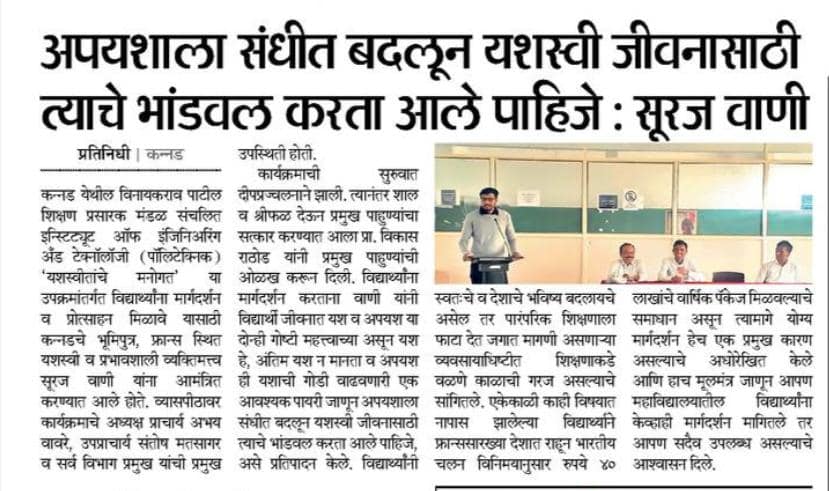 अपयशाला संधीत बदलून यशस्वी जीवनासाठी
त्याचे भांडवल करता आले पाहिजे : सूरज वाणी
प्रतिनिधी | कन्नड
कन्नड येथील विनायकराव पाटील
शिक्षण प्रसारक मंडळ संचलित
इन्स्टिट्यूट ऑफ इंजिनिअरिंग
अँड टेक्नॉलॉजी (पॉलिटेक्निक)
'यशस्वीतांचे मनोगत' या
उपक्रमांतर्गत विद्यार्थ्यांना मार्गदर्शन
व प्रोत्साहन मिळावे यासाठी
कन्नडचे भूमिपुत्र, फ्रान्स स्थित
यशस्वी व प्रभावशाली व्यक्तिमत्त्व
सूरज वाणी यांना आमंत्रित
करण्यात आले होते. व्यासपीठावर
कार्यक्रमाचे अध्यक्ष प्राचार्य अभय
वावरे, उपप्राचार्य संतोष मतसागर
व सर्व विभाग प्रमुख यांची प्रमुख
उपस्थिती होती.
कार्यक्रमाची सुरुवात
दीपप्रज्वलनाने झाली. त्यानंतर शाल
व श्रीफळ देऊन प्रमुख पाहुण्यांचा
सत्कार करण्यात आला प्रा. विकास
राठोड यांनी प्रमुख पाहुण्यांची
ओळख करून दिली. विद्यार्थ्यांना
मार्गदर्शन करताना वाणी यांनी
विद्यार्थी जीवनात यश व अपयश या
दोन्ही गोष्टी महत्त्वाच्या असून यश
हे, अंतिम यश न मानता व अपयश
ही यशाची गोडी वाढवणारी एक
आवश्यक पायरी जाणून अपयशाला
संधीत बदलून यशस्वी जीवनासाठी
त्याचे भांडवल करता आले पाहिजे,
असे प्रतिपादन केले. विद्यार्थ्यांनी
स्वतःचे व देशाचे भविष्य बदलायचे
असेल तर पारंपरिक शिक्षणाला
फाटा देत जगात मागणी असणाऱ्या
व्यवसायाधिष्टीत शिक्षणाकडे
वळणे काळाची गरज असल्याचे
सांगितले. एकेकाळी काही विषयात
नापास झालेल्या विद्यार्थ्याने
फ्रान्ससारख्या देशात राहून भारतीय
चलन विनिमयानुसार रुपये ४०
लाखांचे वार्षिक पॅकेज मिळवल्याचे
समाधान असून त्यामागे योग्य
मार्गदर्शन हेच एक प्रमुख कारण
असल्याचे अधोरेखित केले
आणि हाच मूलमंत्र जाणून आपण
महाविद्यालयातील विद्यार्थ्यांना
केव्हाही मार्गदर्शन मागितले तर
आपण सदैव उपलब्ध असल्याचे
आश्वासन दिले.